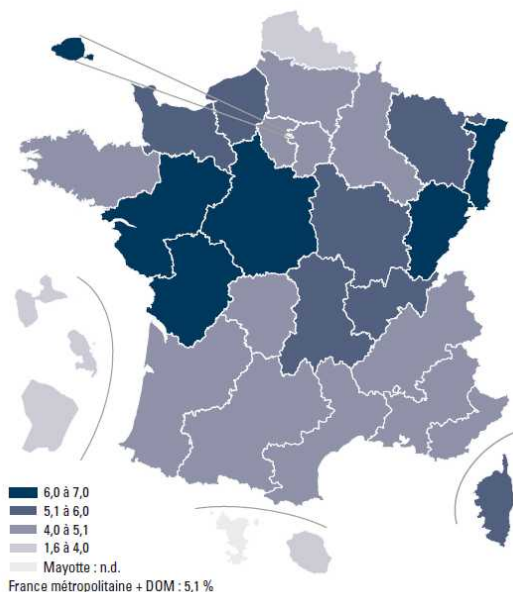 6,0 à 7,0
5,1 à 6,0
4,0 à 5,1
1,6 à 4,0
Mayotte : n.d.
France métropolitaine + DOM : 5,1 %